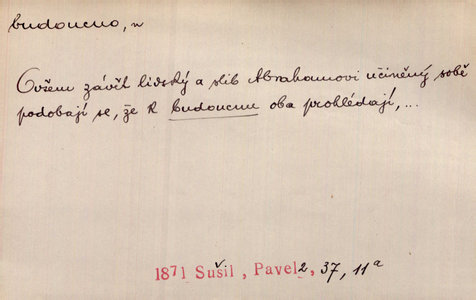 budoucno, n
Ovšem závět lidský a slib Abrahamovi učiněný sobě
podobají se, že k budoucnu oba prohlédají, ...
1871 Sušil, Pavel 2, 37, 11a